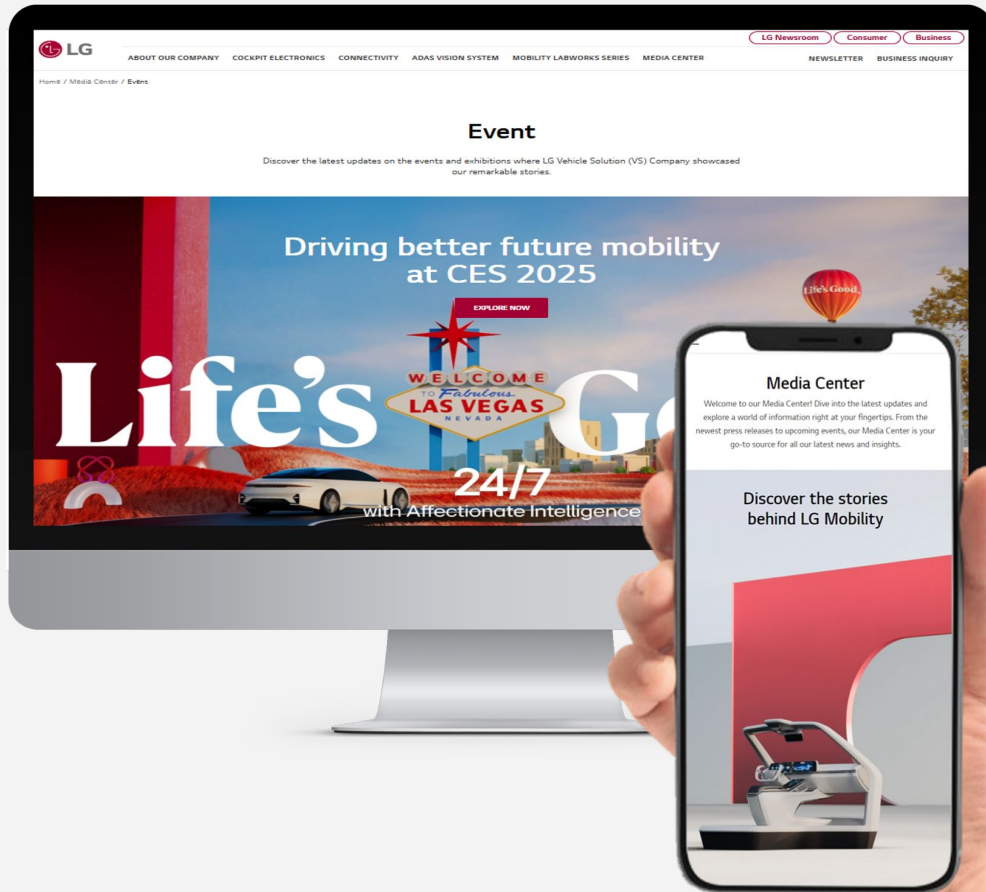 LG Newsroom Consumer Business
LG
ABOUT OUR COMPANY COCKPIT ELECTRONICS CONNECTIVITY ADAS VISION SYSTEM MOBILITY LABWORKS SERIES MEDIA CENTER NEWSLETTER BUSINESS INQUIRY
Home / Media Center / Event
Event
Discover the latest updates on the events and exhibitions where LG Vehicle Solution (VS) Company showcased
our remarkable stories.
Driving better future mobility
at CES 2025
EXPLORE NOW
Life's Good.
Life's Go
WELCOME
TO Fabulous
LAS VEGAS
NEVADA
24/7
with Affectionate Intelligence
Media Center
Welcome to our Media Center! Dive into the latest updates and
explore a world of information right at your fingertips. From the
newest press releases to upcoming events, our Media Center is your
go-to source for all our latest news and insights.
Discover the stories
behind LG Mobility